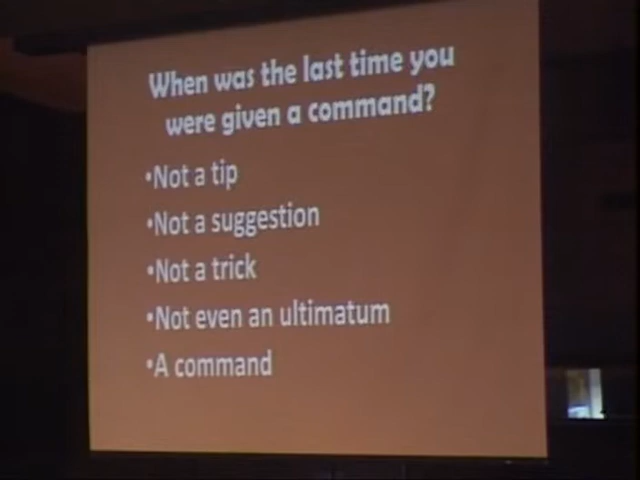 When was the last time you
were given a command?
•Not a tip
•Not a suggestion
•Not a trick
•Not even an ultimatum
•A command